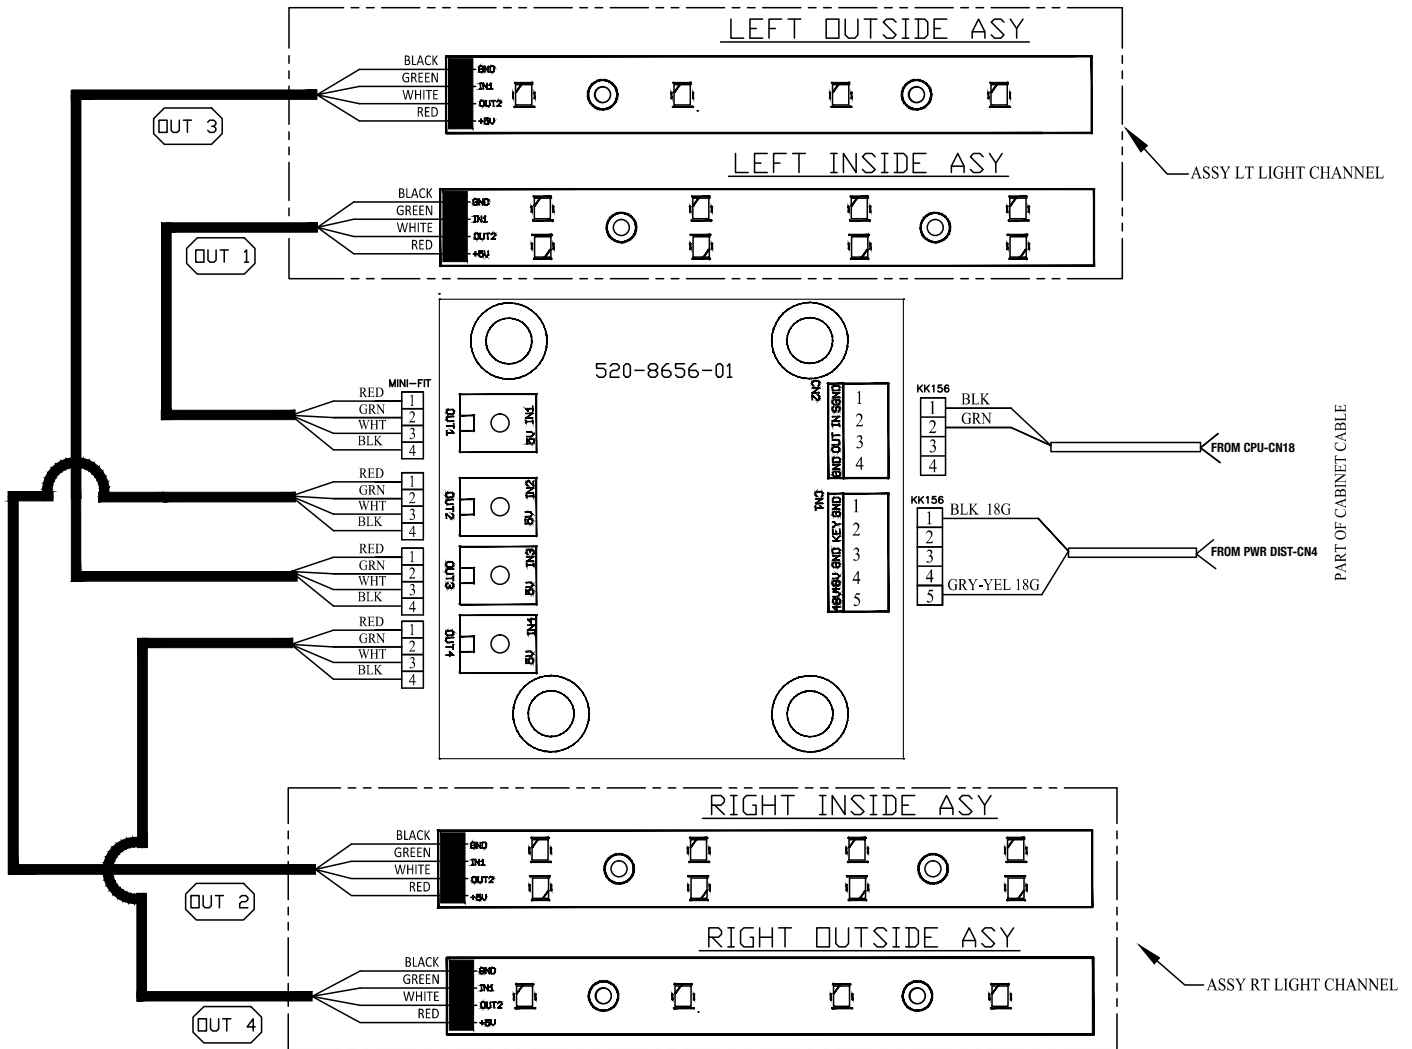 LEFT OUTSIDE ASY
BLACK
GREEN
WHITE
RED
GND
IN1
OUT2
+5V
OUT 3
LEFT INSIDE ASY
ASSY LT LIGHT CHANNEL
BLACK
GREEN
WHITE
RED
GND
IN1
OUT2
+5V
OUT 1
520-8656-01
MINI-FIT
RED
GRN
WHT
BLK
1
2
3
4
OUT1
5V IN1
RED
GRN
WHT
BLK
1
2
3
4
OUT2
5V IN2
RED
GRN
WHT
BLK
1
2
3
4
OUT3
5V IN3
RED
GRN
WHT
BLK
1
2
3
4
OUT4
5V IN4
CN2
GND OUT IN SGND
1
2
3
4
KK156
1
2
3
4
BLK
GRN
FROM CPU-CN18
CN1
GND KEY GND
1
2
3
4
5
KK156
1
2
3
4
5
BLK 18G
GRY-YEL 18G
FROM PWR DIST-CN4
PART OF CABINET CABLE
RIGHT INSIDE ASY
BLACK
GREEN
WHITE
RED
GND
IN1
OUT2
+5V
OUT 2
RIGHT OUTSIDE ASY
BLACK
GREEN
WHITE
RED
GND
IN1
OUT2
+5V
OUT 4
ASSY RT LIGHT CHANNEL